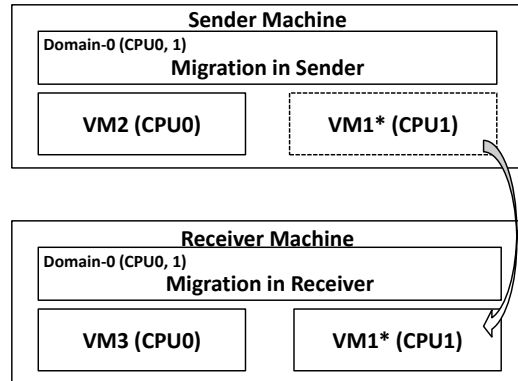 Sender Machine
Domain-0 (CPU0, 1)
Migration in Sender
VM2 (CPU0)
VM1* (CPU1)
Receiver Machine
Domain-0 (CPU0, 1)
Migration in Receiver
VM3 (CPU0)
VM1* (CPU1)